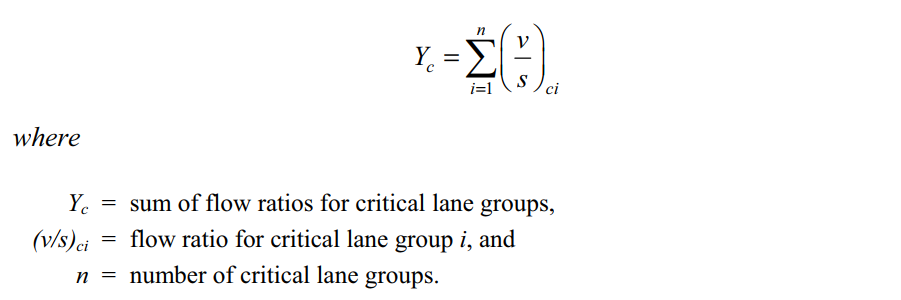 Y_c = \sum_{i=1}^{n} \left( \frac{v}{s} \right)_{ci}
where
Y_c = sum of flow ratios for critical lane groups,
(v/s)_{ci} = flow ratio for critical lane group i, and
n = number of critical lane groups.